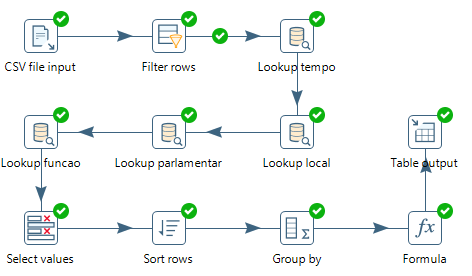 CSV file input
Filter rows
Lookup tempo
Lookup funcao
Lookup parlamentar
Lookup local
Table output
Select values
Sort rows
Group by
Formula